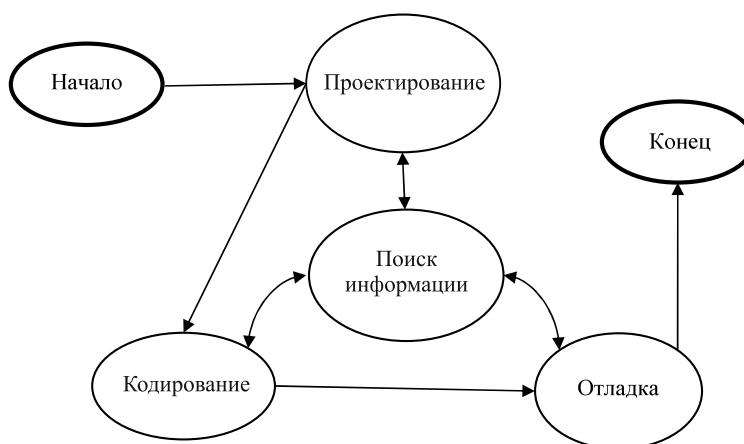 Начало
Проектирование
Конец
Поиск
информации
Кодирование
Отладка